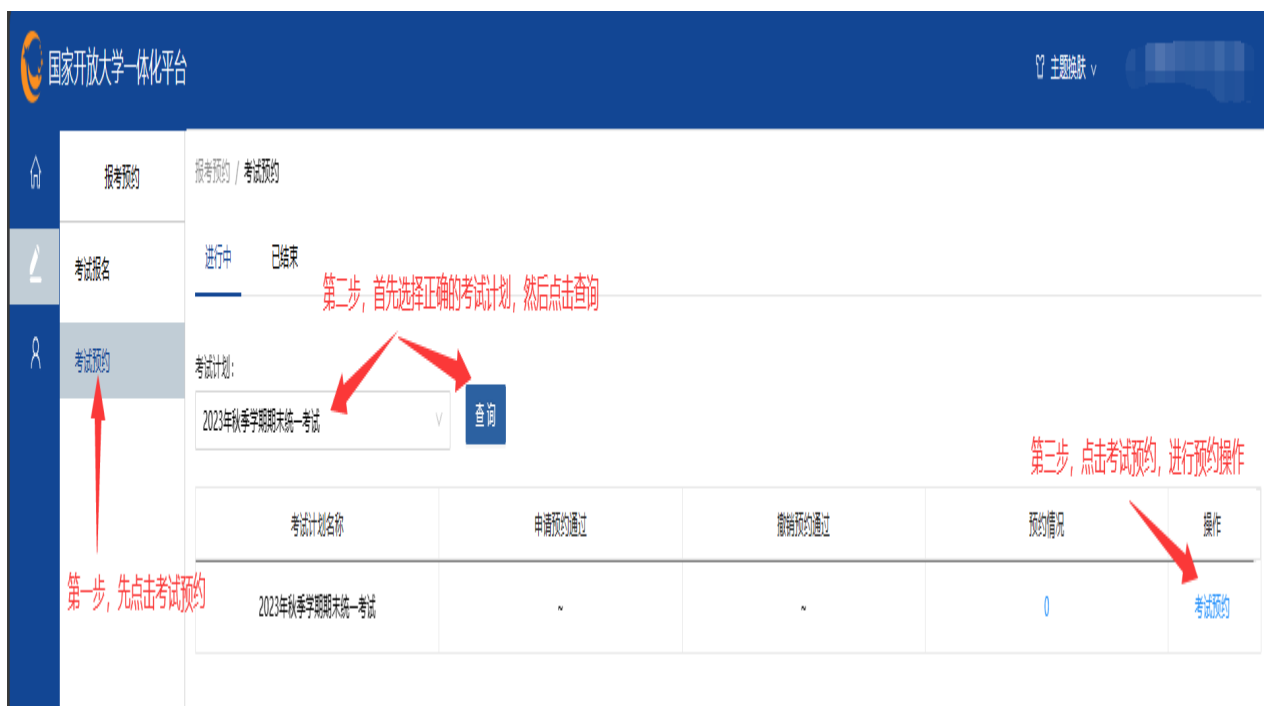 国家开放大学一体化平台
主题换肤
报考预约
报考预约 / 考试预约
考试报名
进行中 已结束
第二步，首先选择正确的考试计划，然后点击查询
考试预约
考试计划：
2023年秋季学期期末统一考试
查询
第三步，点击考试预约，进行预约操作
考试计划名称 申请预约通过 撤销预约通过 预约情况 操作
第一步，先点击考试预约
2023年秋季学期期末统一考试 ~ ~ 0 考试预约